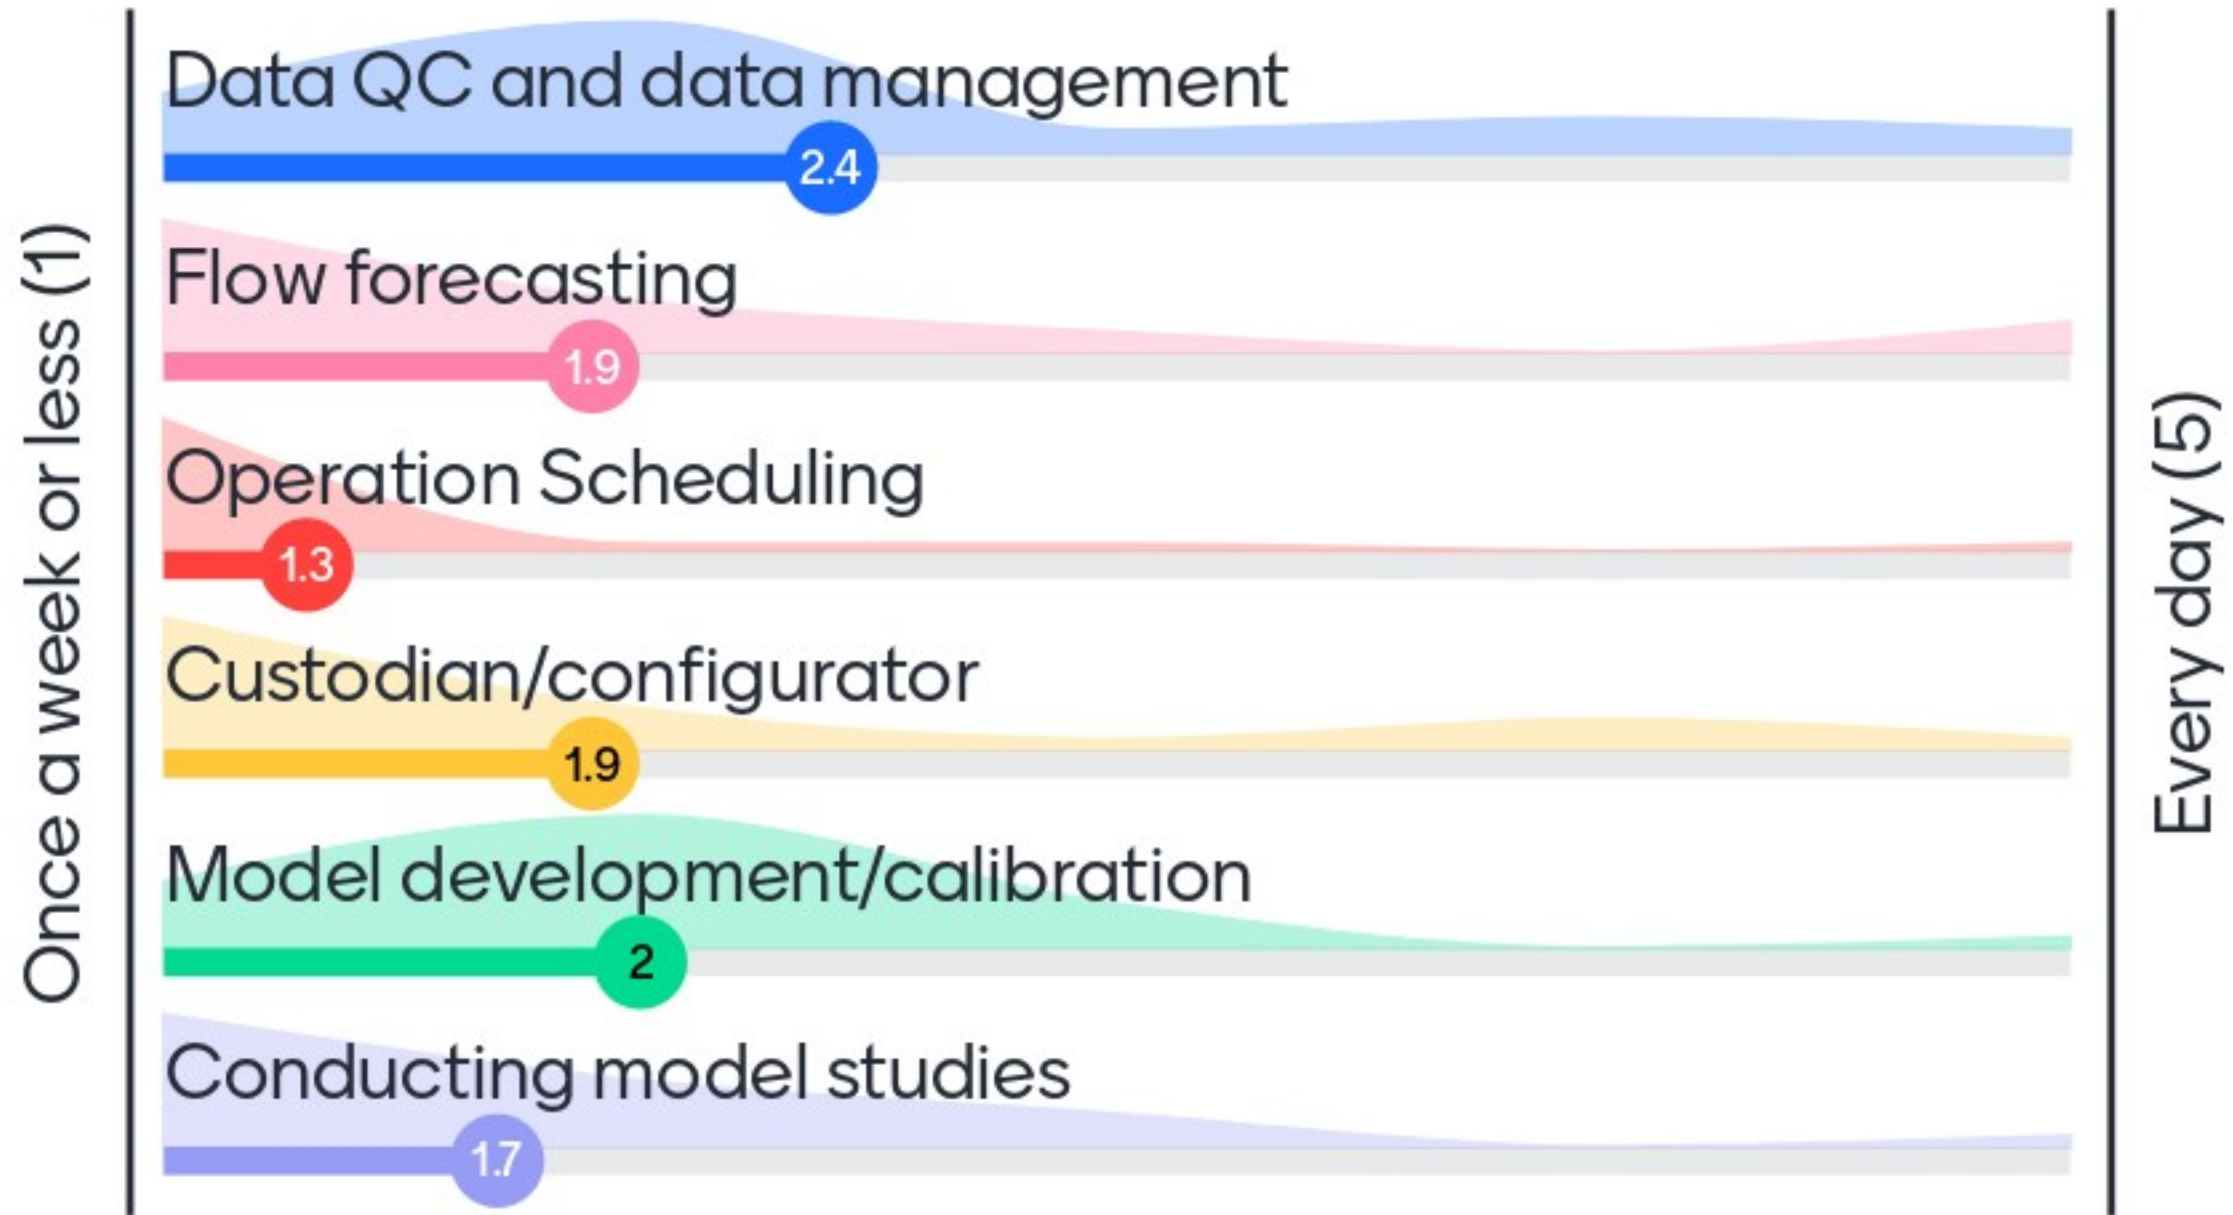 Once a week or less (1)
Data QC and data management
2.4
Flow forecasting
1.9
Operation Scheduling
1.3
Custodian/configurator
1.9
Model development/calibration
2
Conducting model studies
1.7
Every day (5)